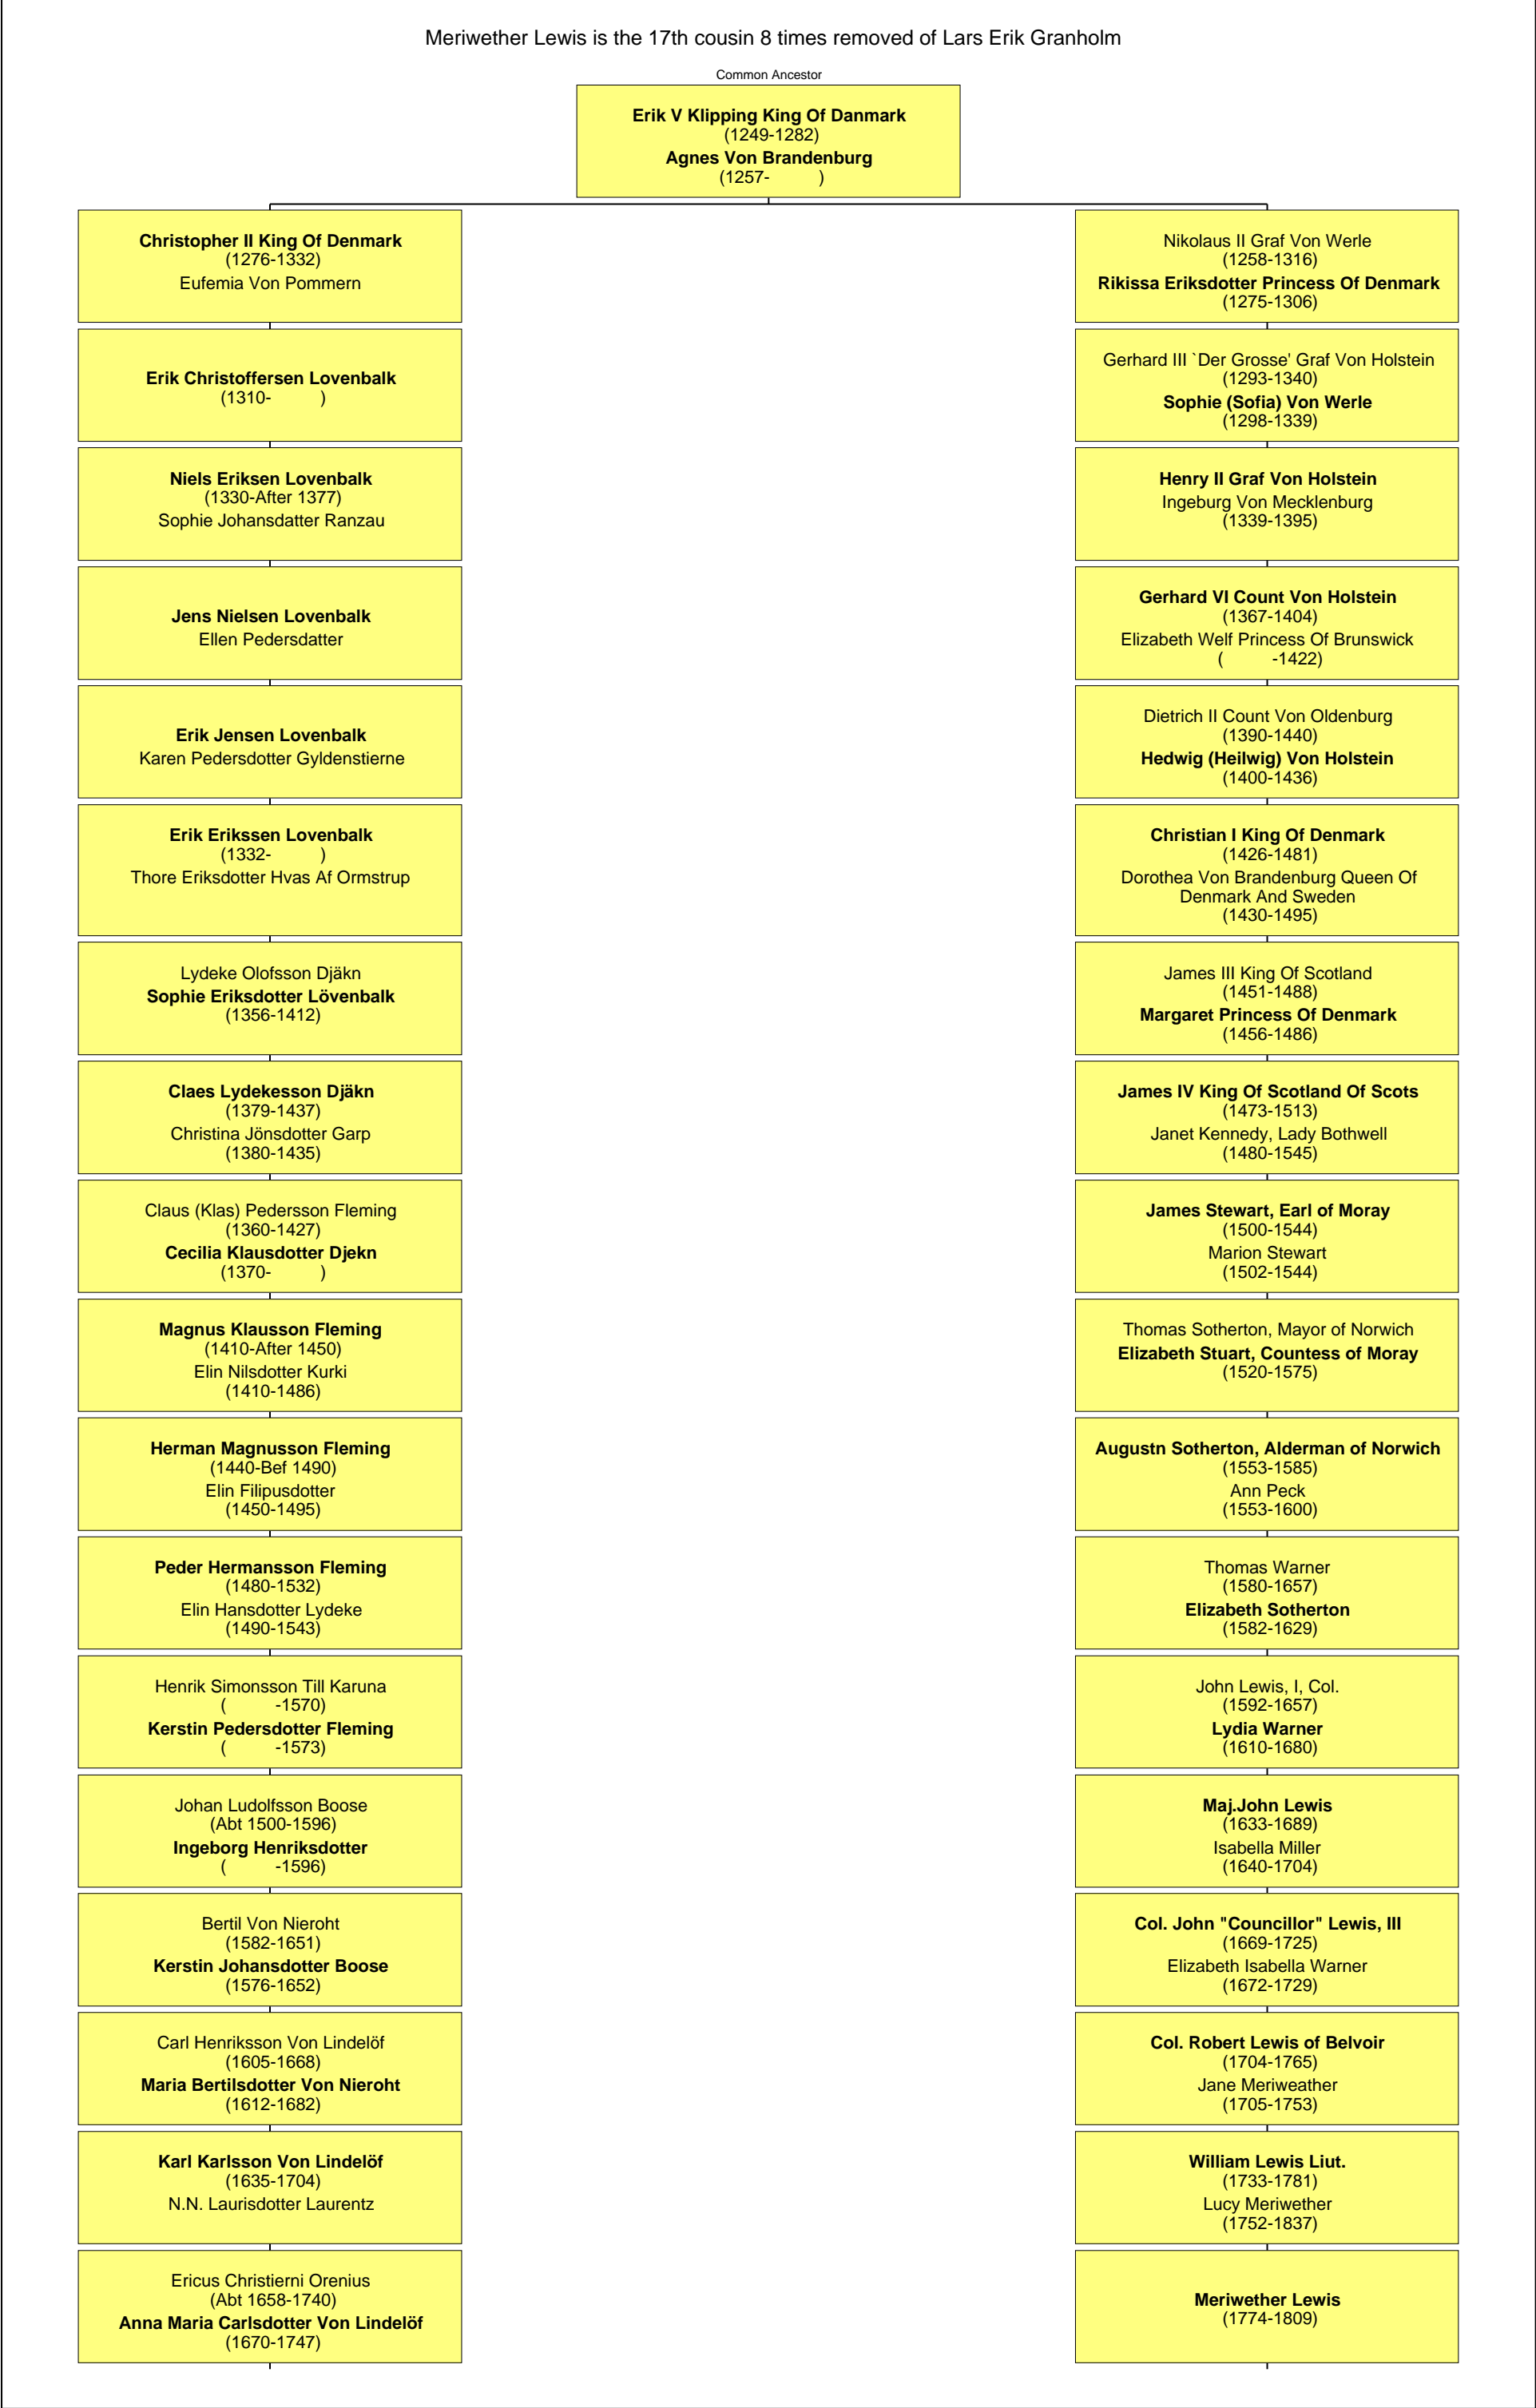 Meriwether Lewis is the 17th cousin 8 times removed of Lars Erik Granholm
Common Ancestor
Erik V Klipping King Of Danmark
(1249-1282)
Agnes Von Brandenburg
(1257- )
Christopher II King Of Denmark
(1276-1332)
Eufemia Von Pommern
Erik Christoffersen Lovenbalk
(1310- )
Niels Eriksen Lovenbalk
(1330-After 1377)
Sophie Johansdatter Ranzau
Jens Nielsen Lovenbalk
Ellen Pedersdatter
Erik Jensen Lovenbalk
Karen Pedersdotter Gyldenstierne
Erik Erikssen Lovenbalk
(1332- )
Thore Eriksdotter Hvas Af Ormstrup
Lydeke Olofsson Djäkn
Sophie Eriksdotter Lövenbalk
(1356-1412)
Claes Lydekesson Djäkn
(1379-1437)
Christina Jönsdotter Garp
(1380-1435)
Claus (Klas) Pedersson Fleming
(1360-1427)
Cecilia Klausdotter Djekn
(1370- )
Magnus Klausson Fleming
(1410-After 1450)
Elin Nilsdotter Kurki
(1410-1486)
Herman Magnusson Fleming
(1440-Bef 1490)
Elin Filipusdotter
(1450-1495)
Peder Hermansson Fleming
(1480-1532)
Elin Hansdotter Lydeke
(1490-1543)
Henrik Simonsson Till Karuna
( -1570)
Kerstin Pedersdotter Fleming
( -1573)
Johan Ludolfsson Boose
(Abt 1500-1596)
Ingeborg Henriksdotter
( -1596)
Bertil Von Nieroht
(1582-1651)
Kerstin Johansdotter Boose
(1576-1652)
Carl Henriksson Von Lindelöf
(1605-1668)
Maria Bertilsdotter Von Nieroht
(1612-1682)
Karl Karlsson Von Lindelöf
(1635-1704)
N.N. Laurisdotter Laurentz
Ericus Christierni Orenius
(Abt 1658-1740)
Anna Maria Carlsdotter Von Lindelöf
(1670-1747)
Nikolaus II Graf Von Werle
(1258-1316)
Rikissa Eriksdotter Princess Of Denmark
(1275-1306)
Gerhard III `Der Grosse' Graf Von Holstein
(1293-1340)
Sophie (Sofia) Von Werle
(1298-1339)
Henry II Graf Von Holstein
Ingeburg Von Mecklenburg
(1339-1395)
Gerhard VI Count Von Holstein
(1367-1404)
Elizabeth Welf Princess Of Brunswick
( -1422)
Dietrich II Count Von Oldenburg
(1390-1440)
Hedwig (Heilwig) Von Holstein
(1400-1436)
Christian I King Of Denmark
(1426-1481)
Dorothea Von Brandenburg Queen Of
Denmark And Sweden
(1430-1495)
James III King Of Scotland
(1451-1488)
Margaret Princess Of Denmark
(1456-1486)
James IV King Of Scotland Of Scots
(1473-1513)
Janet Kennedy, Lady Bothwell
(1480-1545)
James Stewart, Earl of Moray
(1500-1544)
Marion Stewart
(1502-1544)
Thomas Sotherton, Mayor of Norwich
Elizabeth Stuart, Countess of Moray
(1520-1575)
Augustn Sotherton, Alderman of Norwich
(1553-1585)
Ann Peck
(1553-1600)
Thomas Warner
(1580-1657)
Elizabeth Sotherton
(1582-1629)
John Lewis, I, Col.
(1592-1657)
Lydia Warner
(1610-1680)
Maj.John Lewis
(1633-1689)
Isabella Miller
(1640-1704)
Col. John "Councillor" Lewis, III
(1669-1725)
Elizabeth Isabella Warner
(1672-1729)
Col. Robert Lewis of Belvoir
(1704-1765)
Jane Meriweather
(1705-1753)
William Lewis Liut.
(1733-1781)
Lucy Meriwether
(1752-1837)
Meriwether Lewis
(1774-1809)